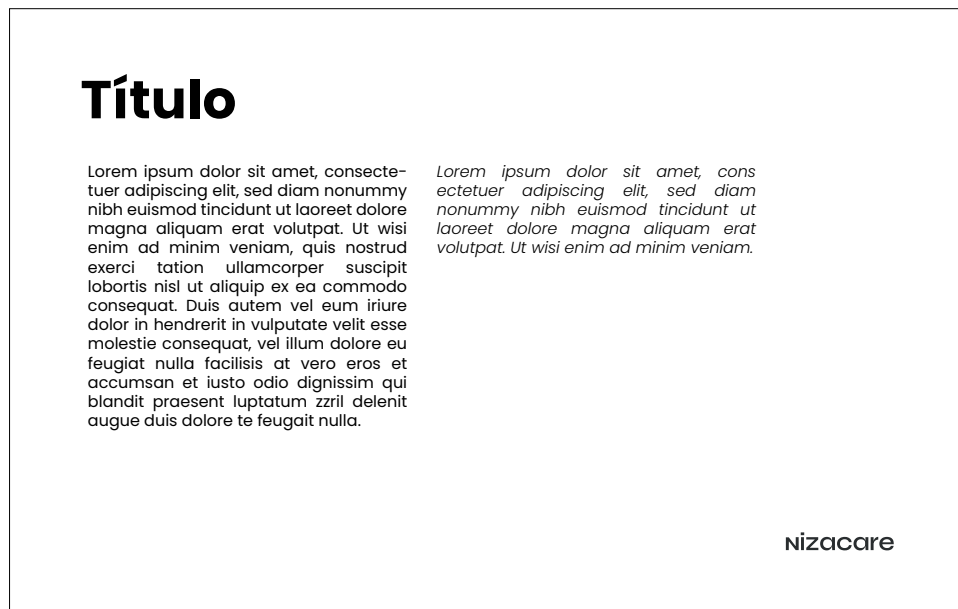 Título
Lorem ipsum dolor sit amet, consecte-
tuer adipiscing elit, sed diam nonummy
nibh euismod tincidunt ut laoreet dolore
magna aliquam erat volutpat. Ut wisi
enim ad minim veniam, quis nostrud
exerci tation ullamcorper suscipit
lobortis nisl ut aliquip ex ea commodo
consequat. Duis autem vel eum iriure
dolor in hendrerit in vulputate velit esse
molestie consequat, vel illum dolore eu
feugiat nulla facilisis at vero eros et
accumsan et iusto odio dignissim qui
blandit praesent luptatum zzril delenit
augue duis dolore te feugait nulla.
Lorem ipsum dolor sit amet, cons
ectetuer adipiscing elit, sed diam
nonummy nibh euismod tincidunt ut
laoreet dolore magna aliquam erat
volutpat. Ut wisi enim ad minim veniam.
Nizacare